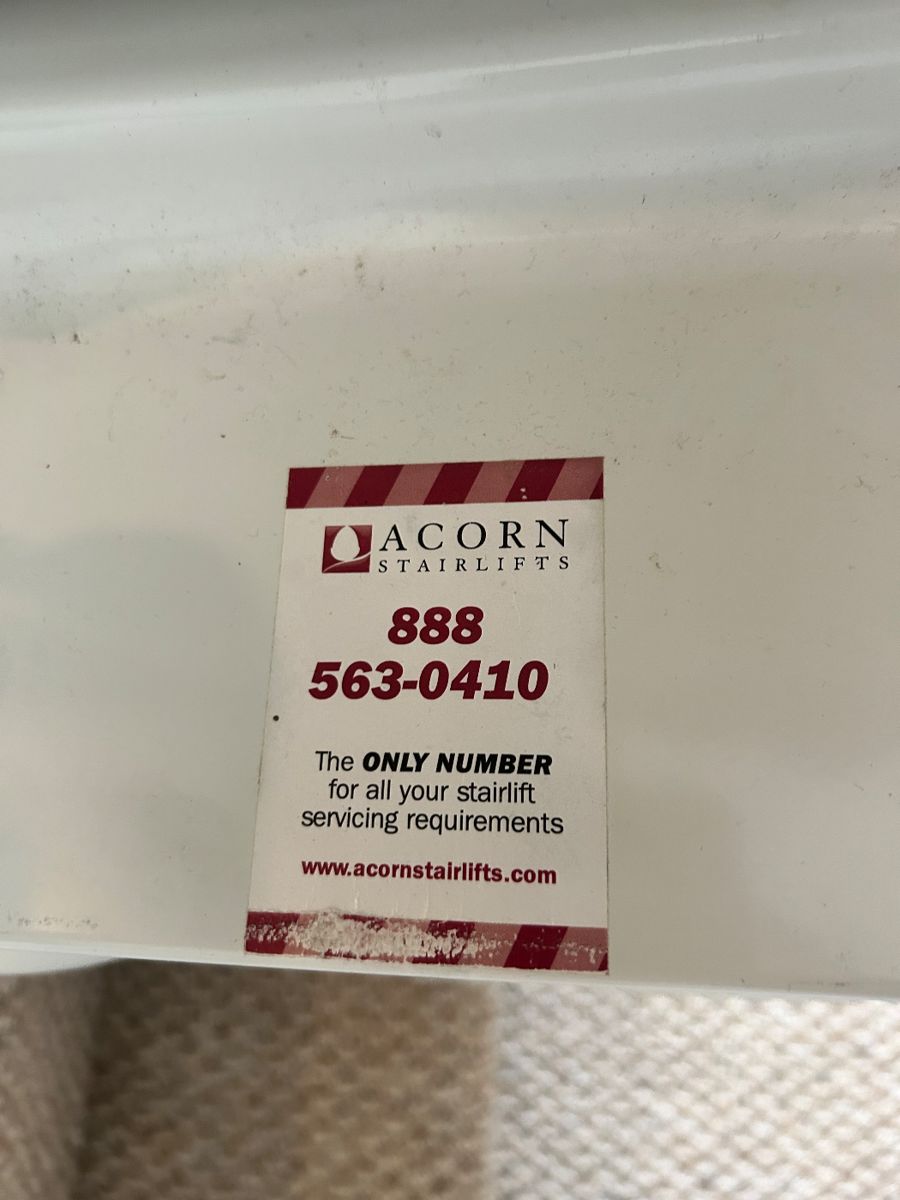 ACORN
STAIRLIFTS
888
563-0410
The ONLY NUMBER
for all your stairlift
servicing requirements
www.acornstairlifts.com